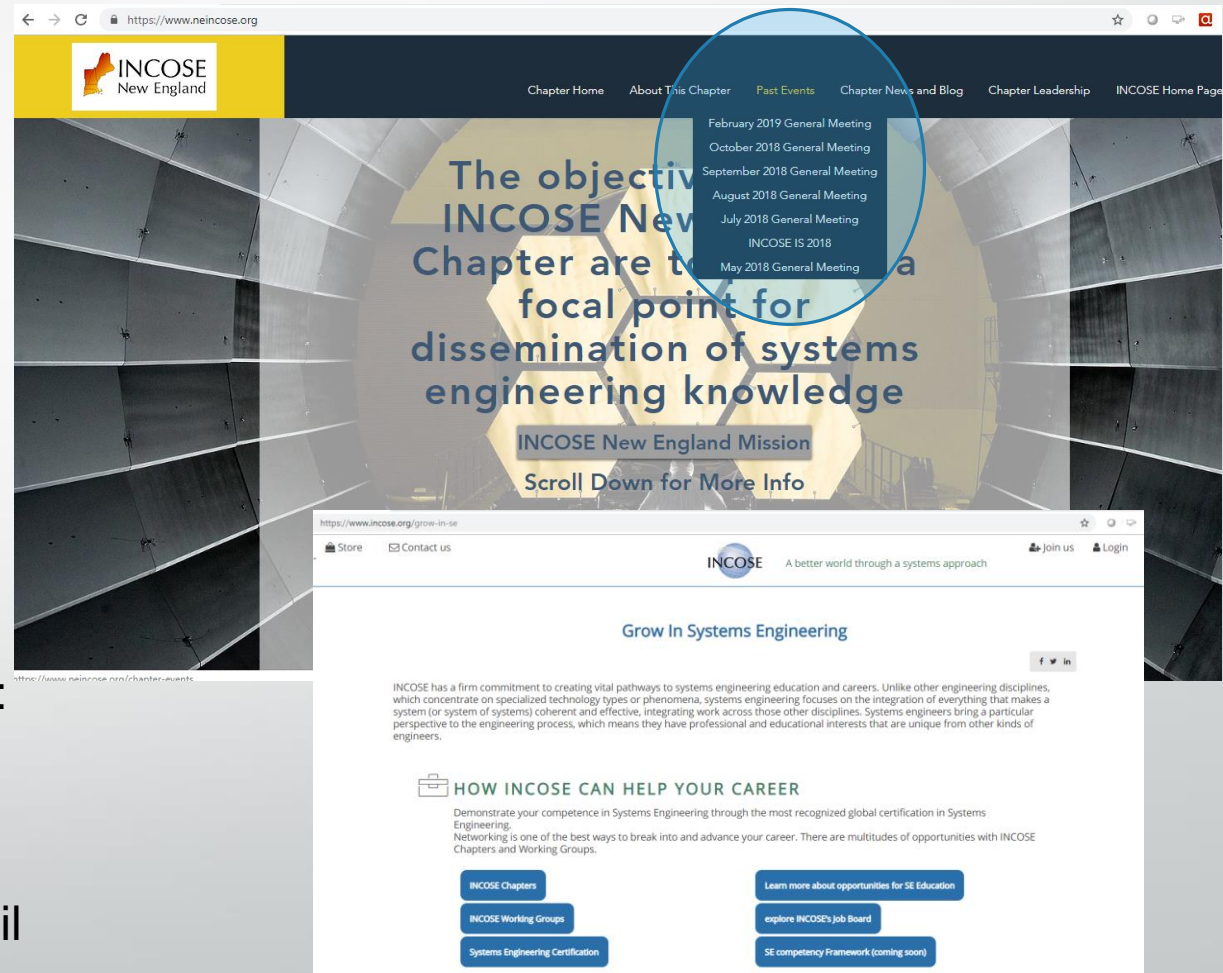 https://www.neincose.org
INCOSE
New England
Chapter Home About This Chapter Past Events Chapter News and Blog Chapter Leadership INCOSE Home Page
February 2019 General Meeting
October 2018 General Meeting
September 2018 General Meeting
August 2018 General Meeting
July 2018 General Meeting
INCOSE IS 2018
May 2018 General Meeting
The objectiv
INCOSE New
Chapter are to a
focal point for
dissemination of systems
engineering knowledge
INCOSE New England Mission
Scroll Down for More Info
https://www.neincose.org/chapter-events
:
il
https://www.incose.org/grow-in-se
Store Contact us
INCOSE A better world through a systems approach
Join us Login
Grow In Systems Engineering
INCOSE has a firm commitment to creating vital pathways to systems engineering education and careers. Unlike other engineering disciplines,
which concentrate on specialized technology types or phenomena, systems engineering focuses on the integration of everything that makes a
system (or system of systems) coherent and effective, integrating work across those other disciplines. Systems engineers bring a particular
perspective to the engineering process, which means they have professional and educational interests that are unique from other kinds of
engineers.
HOW INCOSE CAN HELP YOUR CAREER
Demonstrate your competence in Systems Engineering through the most recognized global certification in Systems
Engineering.
Networking is one of the best ways to break into and advance your career. There are multitudes of opportunities with INCOSE
Chapters and Working Groups.
INCOSE Chapters
INCOSE Working Groups
Systems Engineering Certification
Learn more about opportunities for SE Education
explore INCOSE's Job Board
SE competency Framework (coming soon)